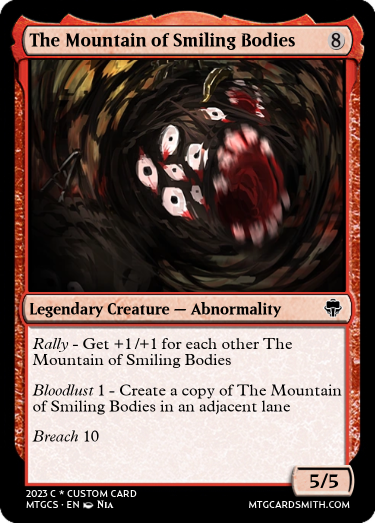 The Mountain of Smiling Bodies 8
Legendary Creature — Abnormality
Rally - Get +1/+1 for each other The
Mountain of Smiling Bodies
Bloodlust 1 - Create a copy of The Mountain
of Smiling Bodies in an adjacent lane
Breach 10
5/5
2023 C * CUSTOM CARD
MTGCS · EN NIA
MTGCARDSMITH.COM